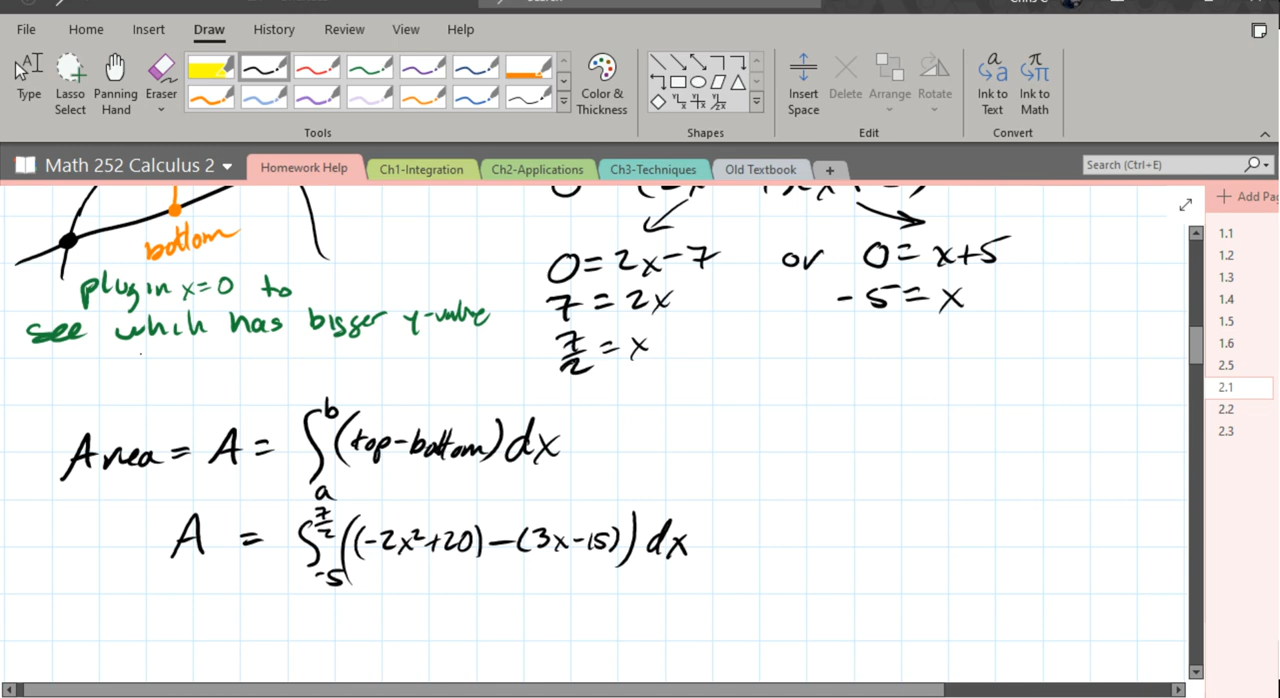 File Home Insert Draw History Review View Help
Type Lasso Select Panning Hand Eraser Color & Thickness Insert Space Delete Arrange Rotate Ink to Text Ink to Math
Tools Shapes Edit Convert
Math 252 Calculus 2 Homework Help Ch1-Integration Ch2-Applications Ch3-Techniques Old Textbook + Search (Ctrl+E)
+ Add Pag
1.1
1.2
1.3
1.4
1.5
1.6
2.5
2.1
2.2
2.3
bottom
plug in x=0 to
see which has bigger y-value
0=2x-7 or 0=x+5
7=2x -5=x
7/2=x
Area = A = ∫_a^b (top-bottom)dx
A = ∫_{-5}^{7/2} ((-2x²+20)-(3x-15)) dx